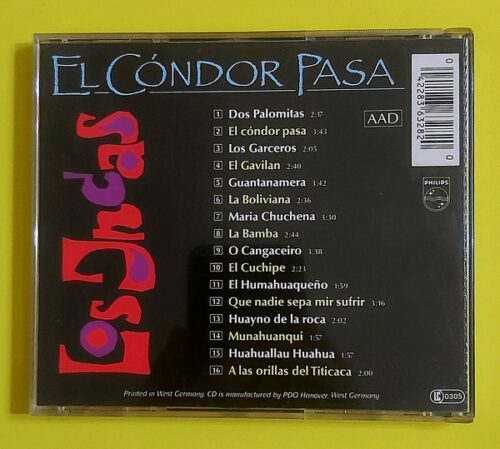 EL CÓNDOR PASA
Los Indas
1 Dos Palomitas 2:17
2 El cóndor pasa 3:43
3 Los Garceros 2:05
4 El Gavilan 2:40
5 Guantanamera 3:42
6 La Boliviana 2:36
7 Maria Chuchena 3:30
8 La Bamba 2:44
9 O Cangaceiro 3:38
10 El Cuchipe 2:23
11 El Humahuaqueño 1:59
12 Que nadie sepa mir sufrir 3:36
13 Huayno de la roca 2:02
14 Munahuanqui 1:57
15 Huahuallau Huahua 1:57
16 A las orillas del Titicaca 2:00
AAD
0 42283 63282 0
PHILIPS
Printed in West Germany. CD is manufactured by PDO Hanover, West Germany
LC 0305